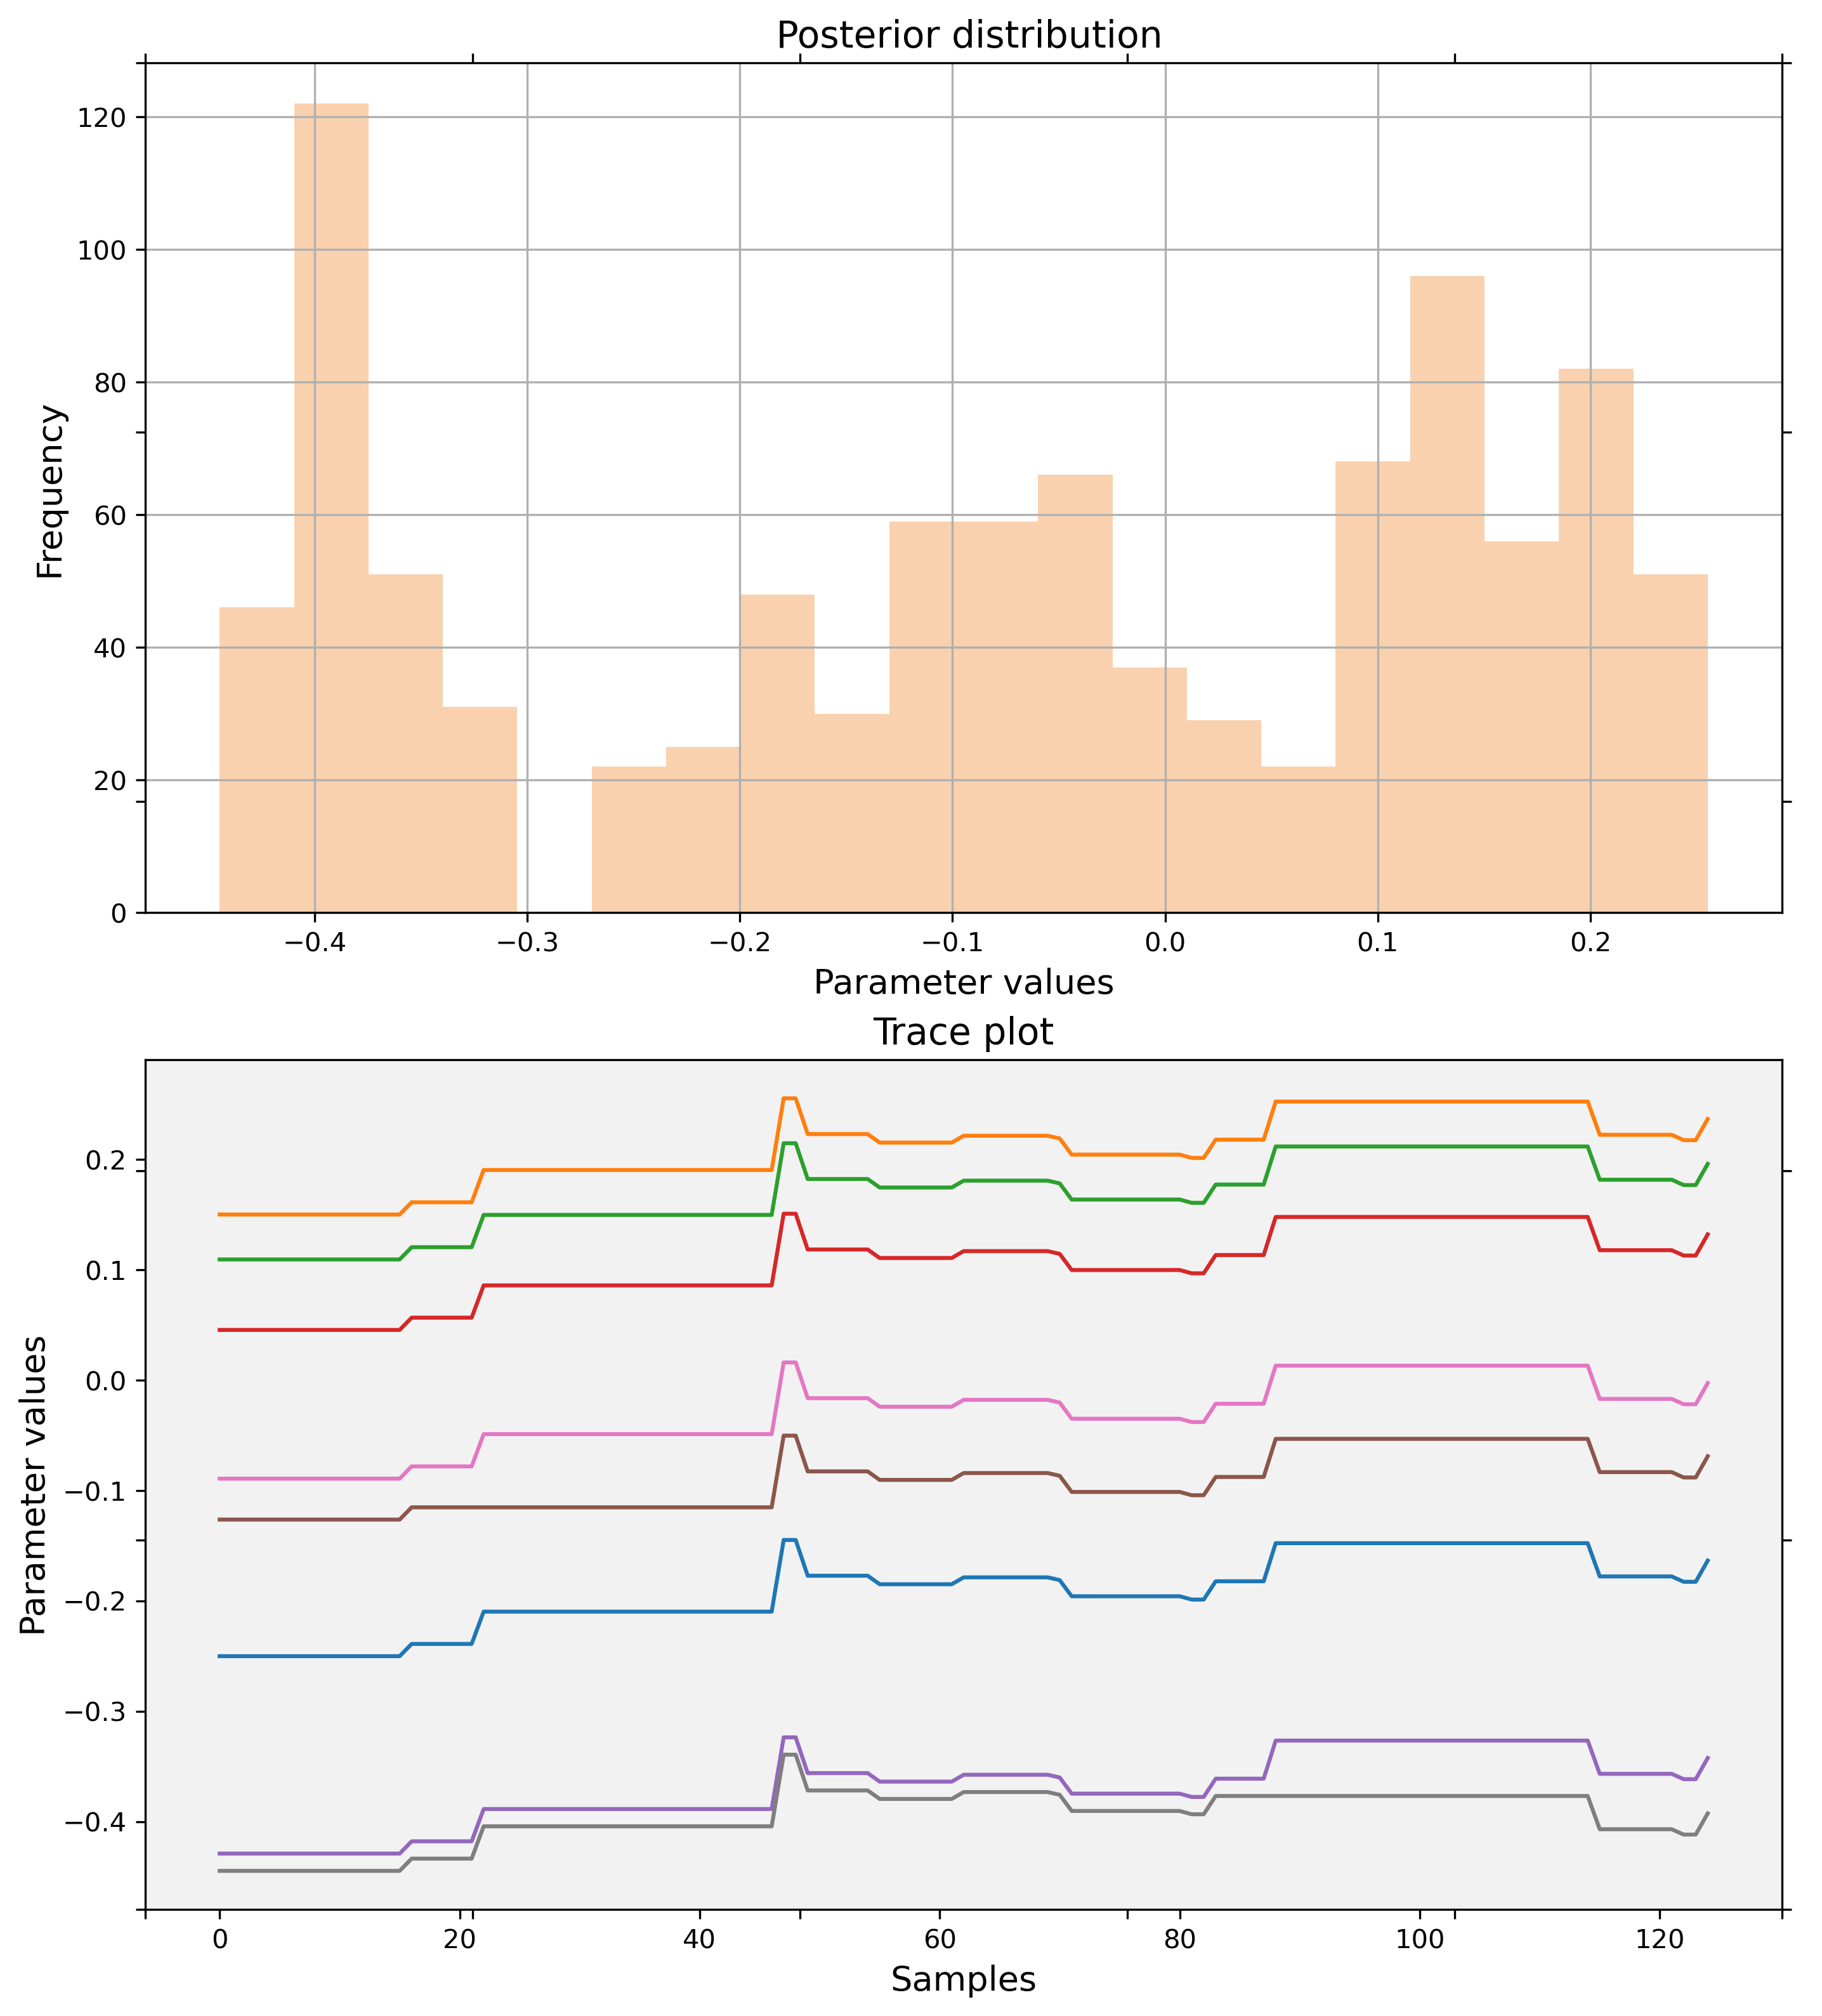 Posterior distribution
120
100
80
60
40
20
0
Frequency
−0.4 −0.3 −0.2 −0.1 0.0 0.1 0.2
Parameter values
Trace plot
0.2
0.1
0.0
−0.1
−0.2
−0.3
−0.4
Parameter values
0 20 40 60 80 100 120
Samples